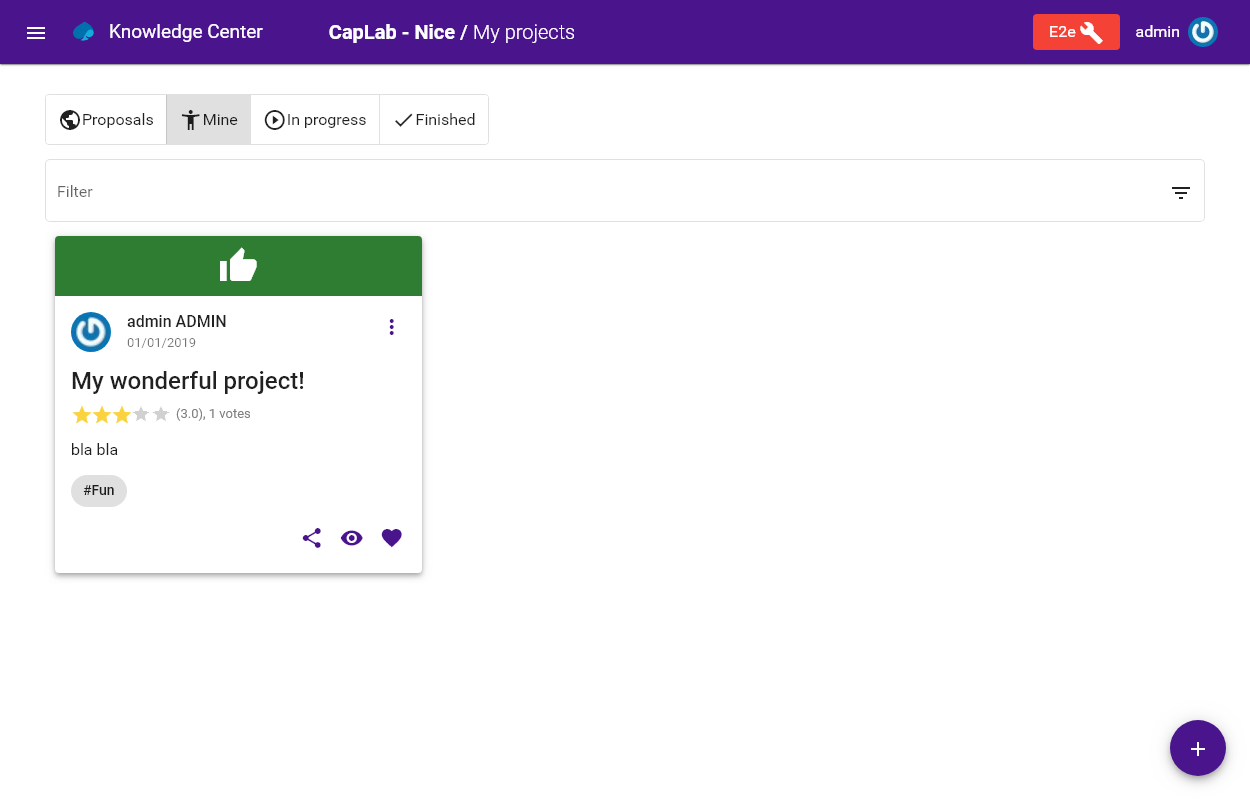 Knowledge Center
CapLab - Nice / My projects
E2e
admin
Proposals
Mine
In progress
Finished
Filter
admin ADMIN
01/01/2019
My wonderful project!
(3.0), 1 votes
bla bla
#Fun